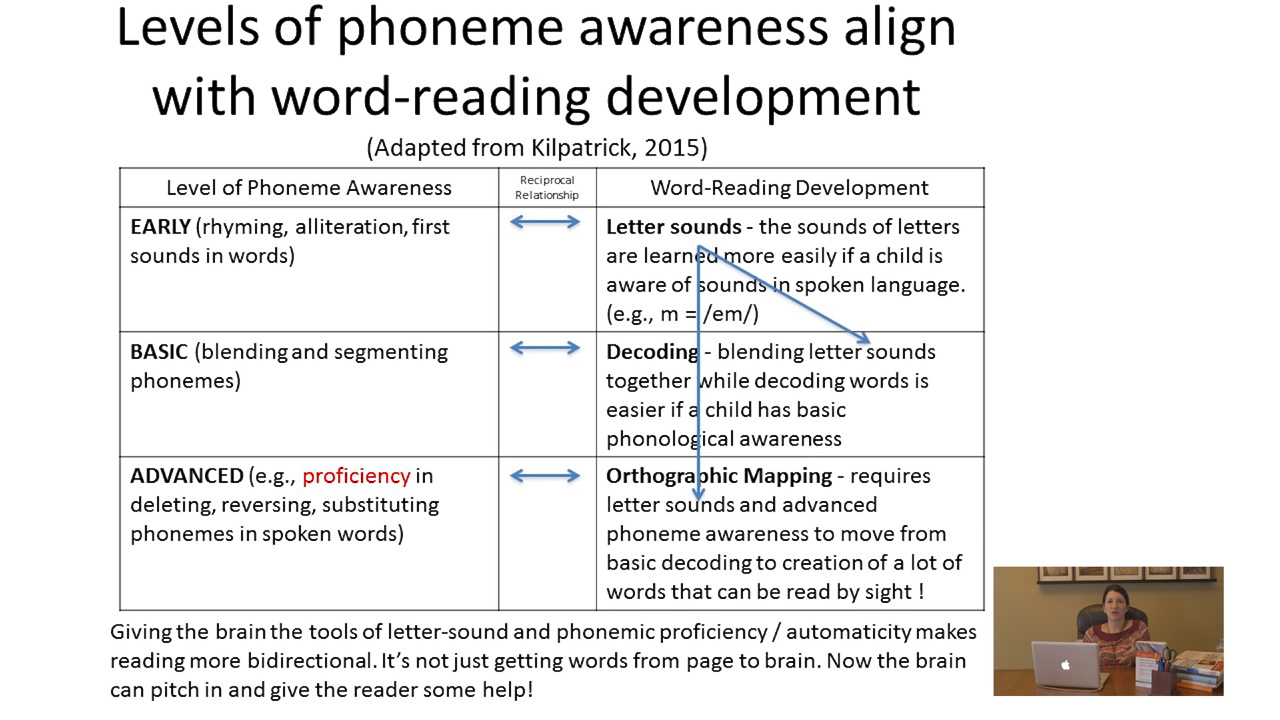 Levels of phoneme awareness align
with word-reading development
(Adapted from Kilpatrick, 2015)
Level of Phoneme Awareness
Reciprocal
Relationship
Word-Reading Development
EARLY (rhyming, alliteration, first
sounds in words)
Letter sounds - the sounds of letters
are learned more easily if a child is
aware of sounds in spoken language.
(e.g., m = /em/)
BASIC (blending and segmenting
phonemes)
Decoding - blending letter sounds
together while decoding words is
easier if a child has basic
phonological awareness
ADVANCED (e.g., proficiency in
deleting, reversing, substituting
phonemes in spoken words)
Orthographic Mapping - requires
letter sounds and advanced
phoneme awareness to move from
basic decoding to creation of a lot of
words that can be read by sight !
Giving the brain the tools of letter-sound and phonemic proficiency / automaticity makes
reading more bidirectional. It’s not just getting words from page to brain. Now the brain
can pitch in and give the reader some help!